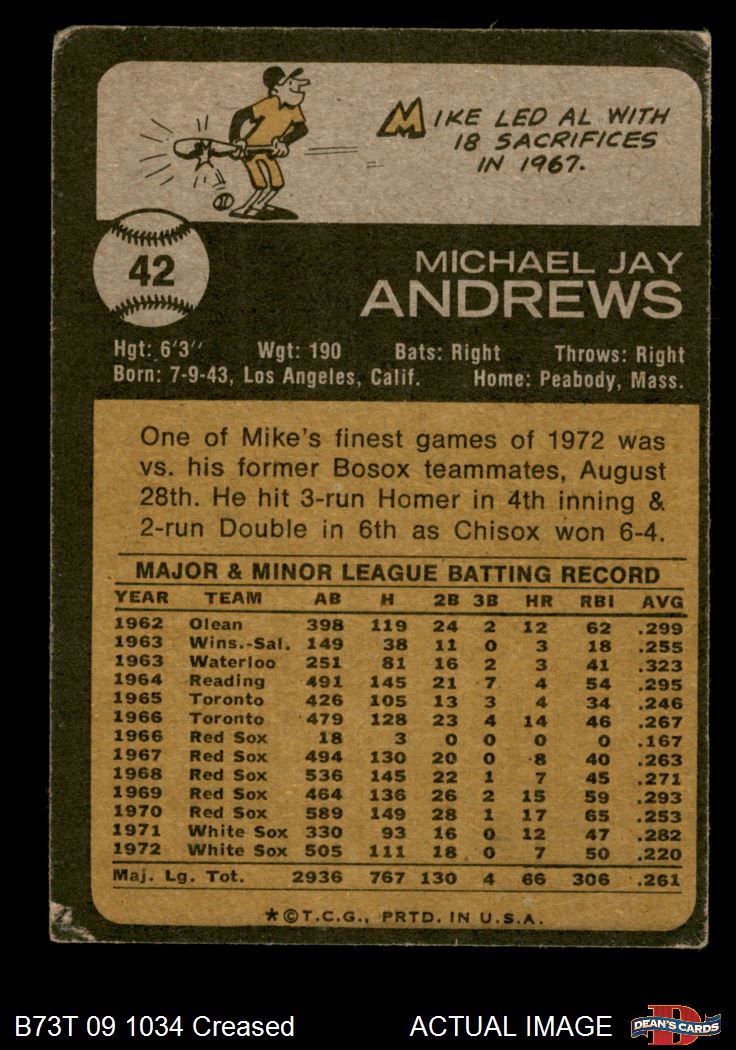 MIKE LED AL WITH
18 SACRIFICES
IN 1967.
42
MICHAEL JAY
ANDREWS
Hgt: 6'3" Wgt: 190 Bats: Right Throws: Right
Born: 7-9-43, Los Angeles, Calif. Home: Peabody, Mass.
One of Mike's finest games of 1972 was
vs. his former Bosox teammates, August
28th. He hit 3-run Homer in 4th inning &
2-run Double in 6th as Chisox won 6-4.
MAJOR & MINOR LEAGUE BATTING RECORD
YEAR TEAM AB H 2B 3B HR RBI AVG
1962 Olean 398 119 24 2 12 62 .299
1963 Wins.-Sal. 149 38 11 0 3 18 .255
1963 Waterloo 251 81 16 2 3 41 .323
1964 Reading 491 145 21 7 4 54 .295
1965 Toronto 426 105 13 3 4 34 .246
1966 Toronto 479 128 23 4 14 46 .267
1966 Red Sox 18 3 0 0 0 0 .167
1967 Red Sox 494 130 20 0 8 40 .263
1968 Red Sox 536 145 22 1 7 45 .271
1969 Red Sox 464 136 26 2 15 59 .293
1970 Red Sox 589 149 28 1 17 65 .253
1971 White Sox 330 93 16 0 12 47 .282
1972 White Sox 505 111 18 0 7 50 .220
Maj. Lg. Tot. 2936 767 130 4 66 306 .261
*©T.C.G., PRTD. IN U.S.A.
B73T 09 1034 Creased ACTUAL IMAGE
DEAN'S CARDS